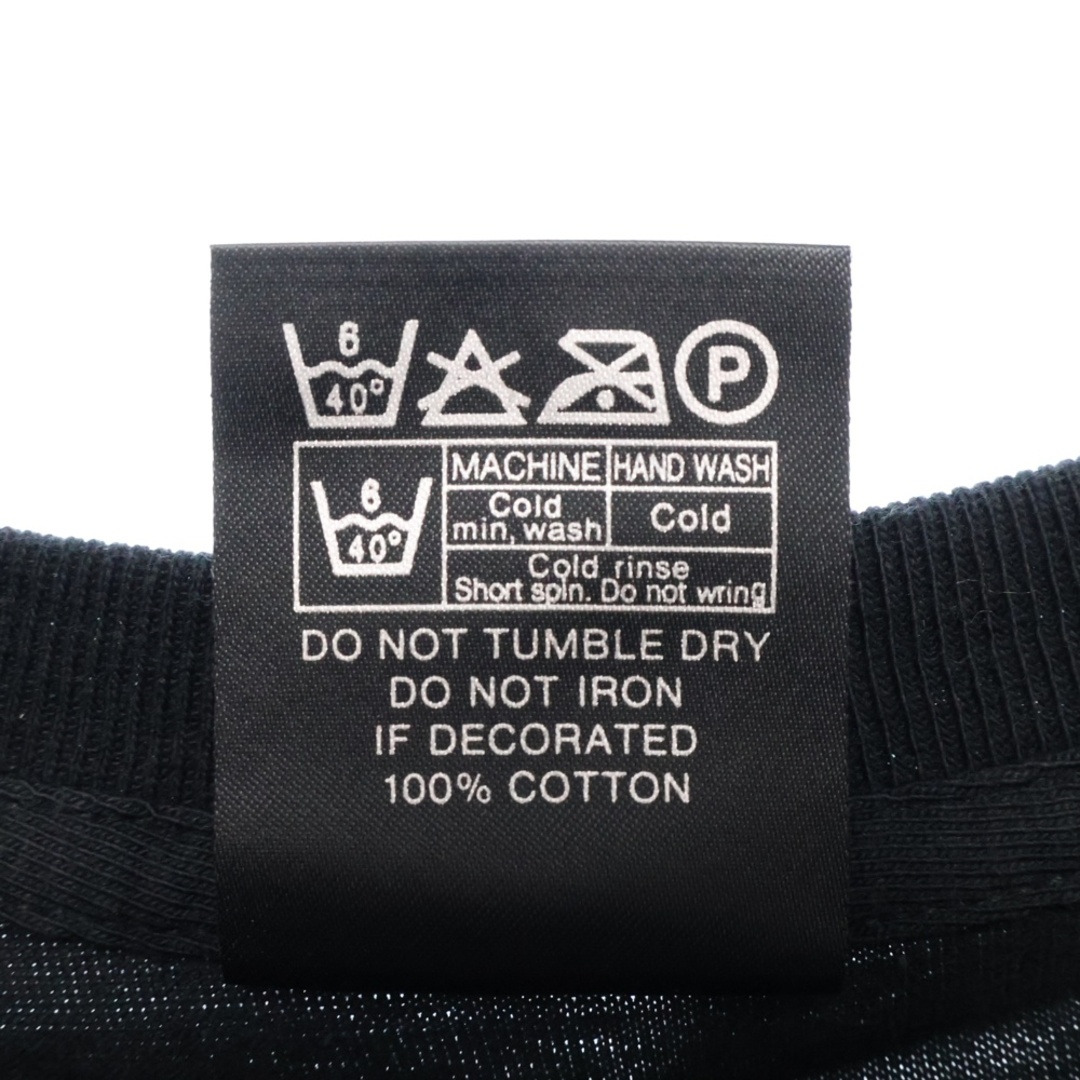 6
40° P
MACHINE HAND WASH
6
40°
Cold
min, wash
Cold
Cold rinse
Short spin. Do not wring
DO NOT TUMBLE DRY
DO NOT IRON
IF DECORATED
100% COTTON